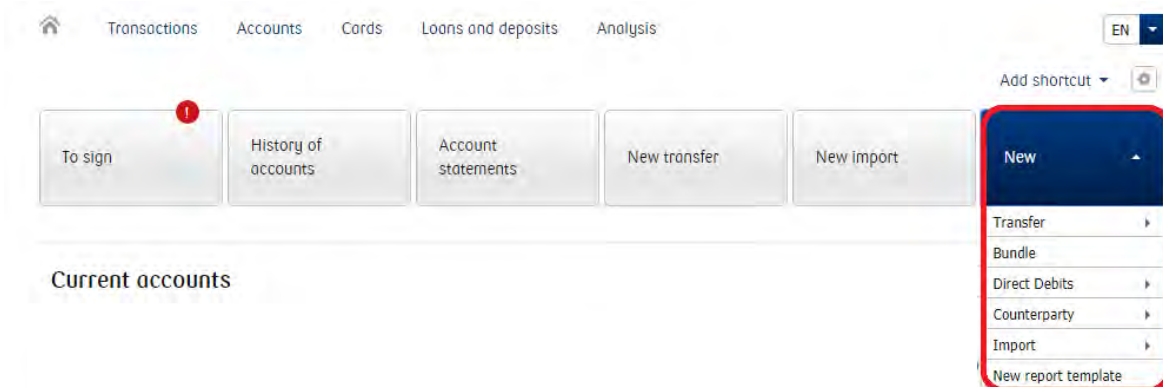 Transactions Accounts Cards Loans and deposits Analysis EN
Add shortcut
!
To sign
History of
accounts
Account
statements
New transfer
New import
New
Transfer
Bundle
Direct Debits
Counterparty
Import
New report template
Current accounts